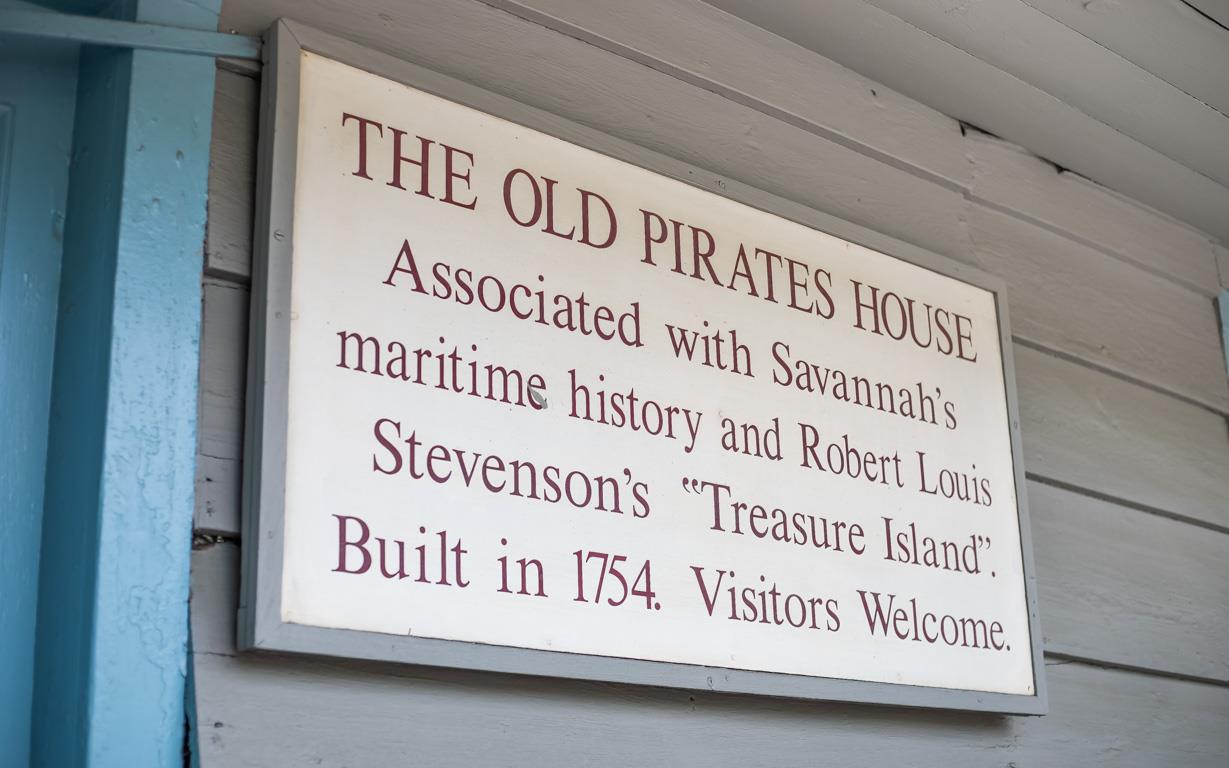 THE OLD PIRATES HOUSE
Associated with Savannah's
maritime history and Robert Louis
Stevenson's “Treasure Island”.
Built in 1754. Visitors Welcome.